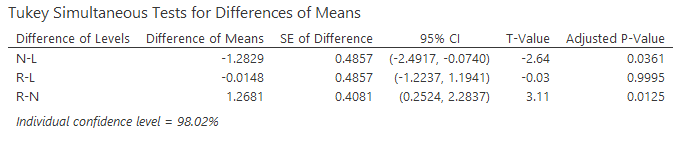 Tukey Simultaneous Tests for Differences of Means
Difference of Levels Difference of Means SE of Difference 95% CI T-Value Adjusted P-Value
N-L -1.2829 0.4857 (-2.4917, -0.0740) -2.64 0.0361
R-L -0.0148 0.4857 (-1.2237, 1.1941) -0.03 0.9995
R-N 1.2681 0.4081 (0.2524, 2.2837) 3.11 0.0125
Individual confidence level = 98.02%